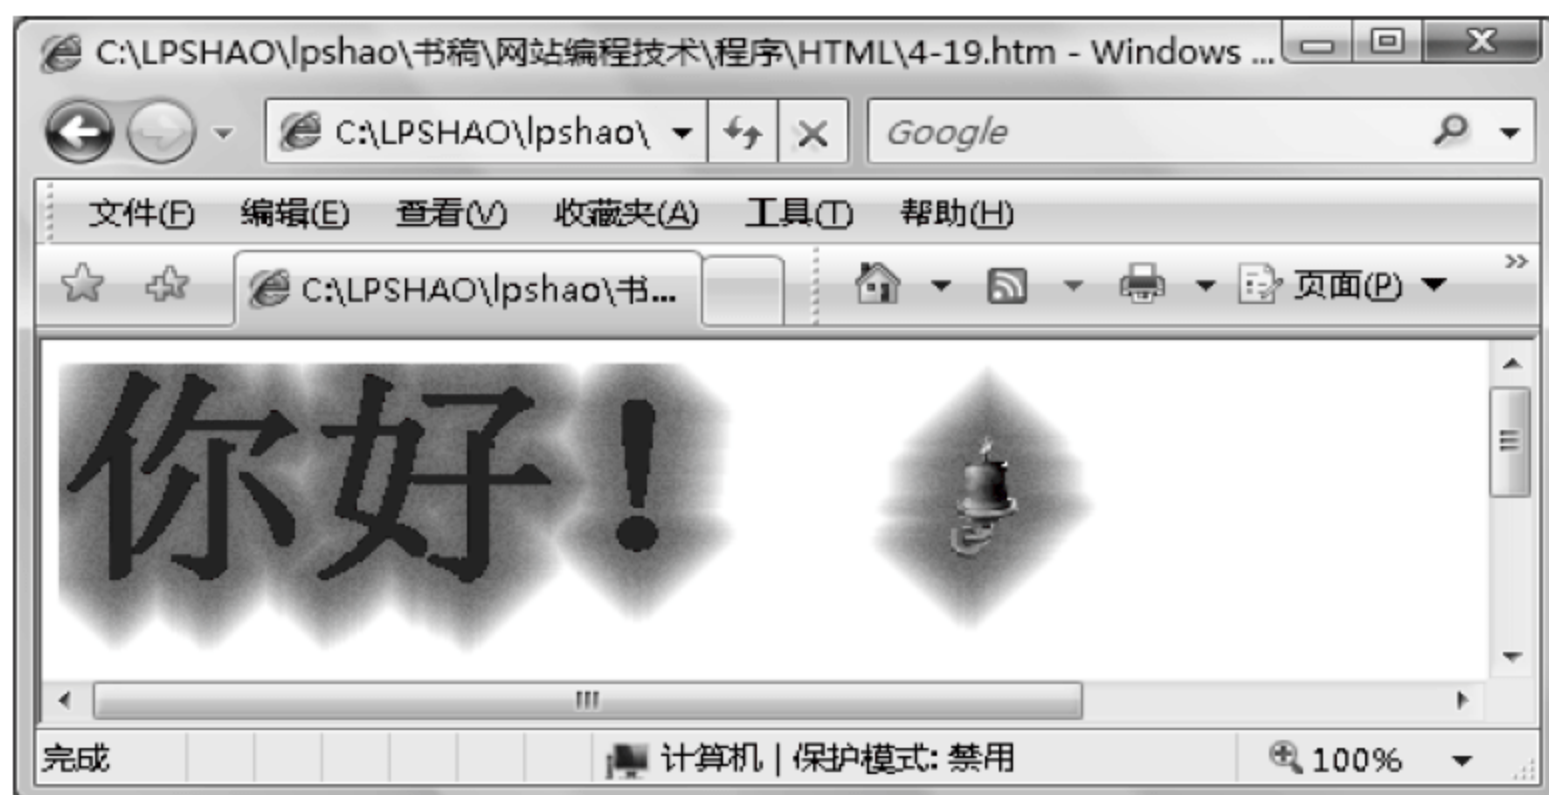 C:\LPSHAO\lpshao\书稿\网站编程技术\程序\HTML\4-19.htm - Windows ...
C:\LPSHAO\lpshao\ Google
文件(F) 编辑(E) 查看(V) 收藏夹(A) 工具(T) 帮助(H)
C:\LPSHAO\lpshao\书... 页面(P) »
你好！
完成 计算机 | 保护模式: 禁用 100%